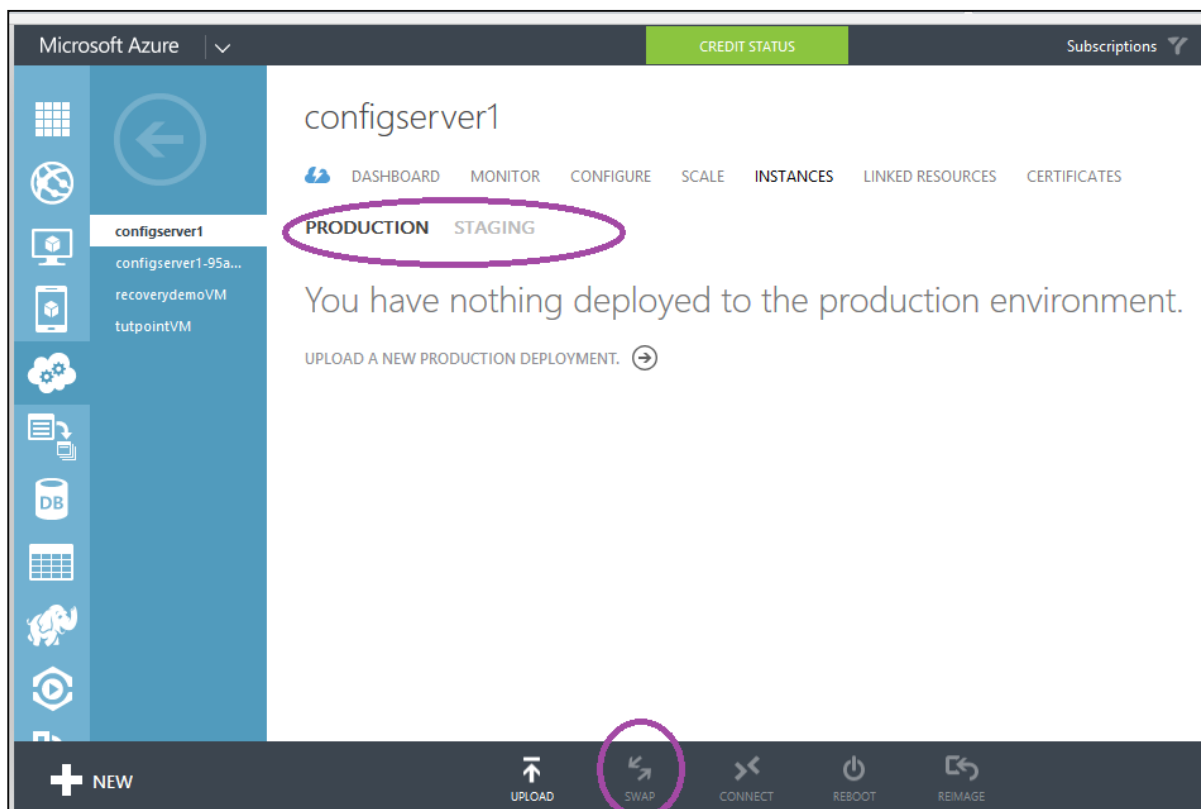 Microsoft Azure
CREDIT STATUS
Subscriptions
configserver1
DASHBOARD MONITOR CONFIGURE SCALE INSTANCES LINKED RESOURCES CERTIFICATES
PRODUCTION STAGING
configserver1
configserver1-95a...
recoverydemoVM
tutpointVM
You have nothing deployed to the production environment.
UPLOAD A NEW PRODUCTION DEPLOYMENT.
DB
NEW
UPLOAD SWAP CONNECT REBOOT REIMAGE